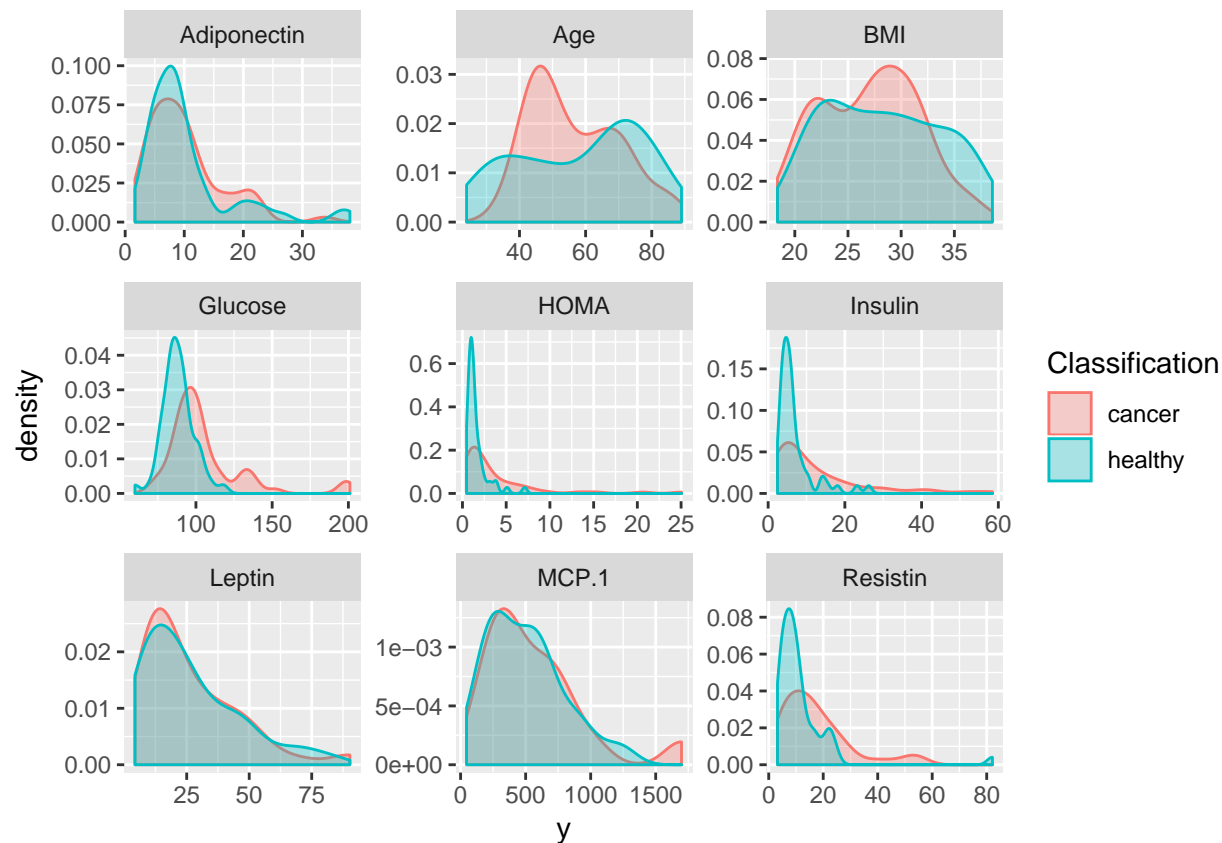 Adiponectin Age BMI
0.100
0.075
0.050
0.025
0.000
0 10 20 30
0.03
0.02
0.01
0.00
40 60 80
0.08
0.06
0.04
0.02
0.00
20 25 30 35
Glucose HOMA Insulin
0.04
0.03
0.02
0.01
0.00
100 150 200
0.6
0.4
0.2
0.0
0 5 10 15 20 25
0.15
0.10
0.05
0.00
0 20 40 60
Leptin MCP.1 Resistin
0.02
0.01
0.00
25 50 75
1e−03
5e−04
0e+00
0 500 1000 1500
0.08
0.06
0.04
0.02
0.00
0 20 40 60 80
y
density
Classification
cancer
healthy